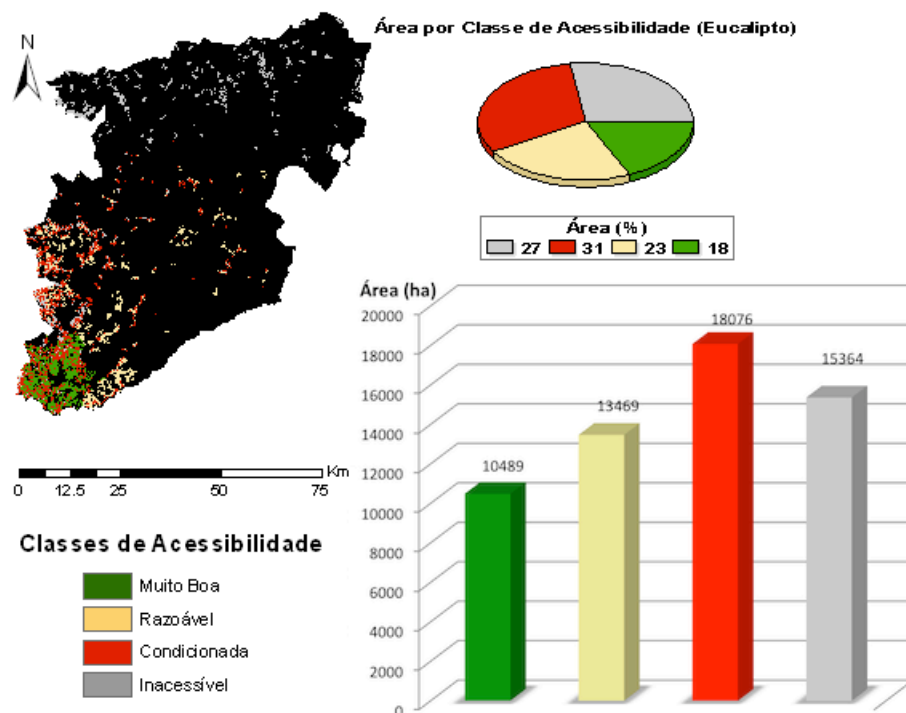 Área por Classe de Acessibilidade (Eucalipto)
N
Área (%)
27 31 23 18
Área (ha)
20000
18000
16000
14000
12000
10000
8000
6000
4000
2000
0
10489
13469
18076
15364
Km
0 12.5 25 50 75
Classes de Acessibilidade
Muito Boa
Razoável
Condicionada
Inacessível